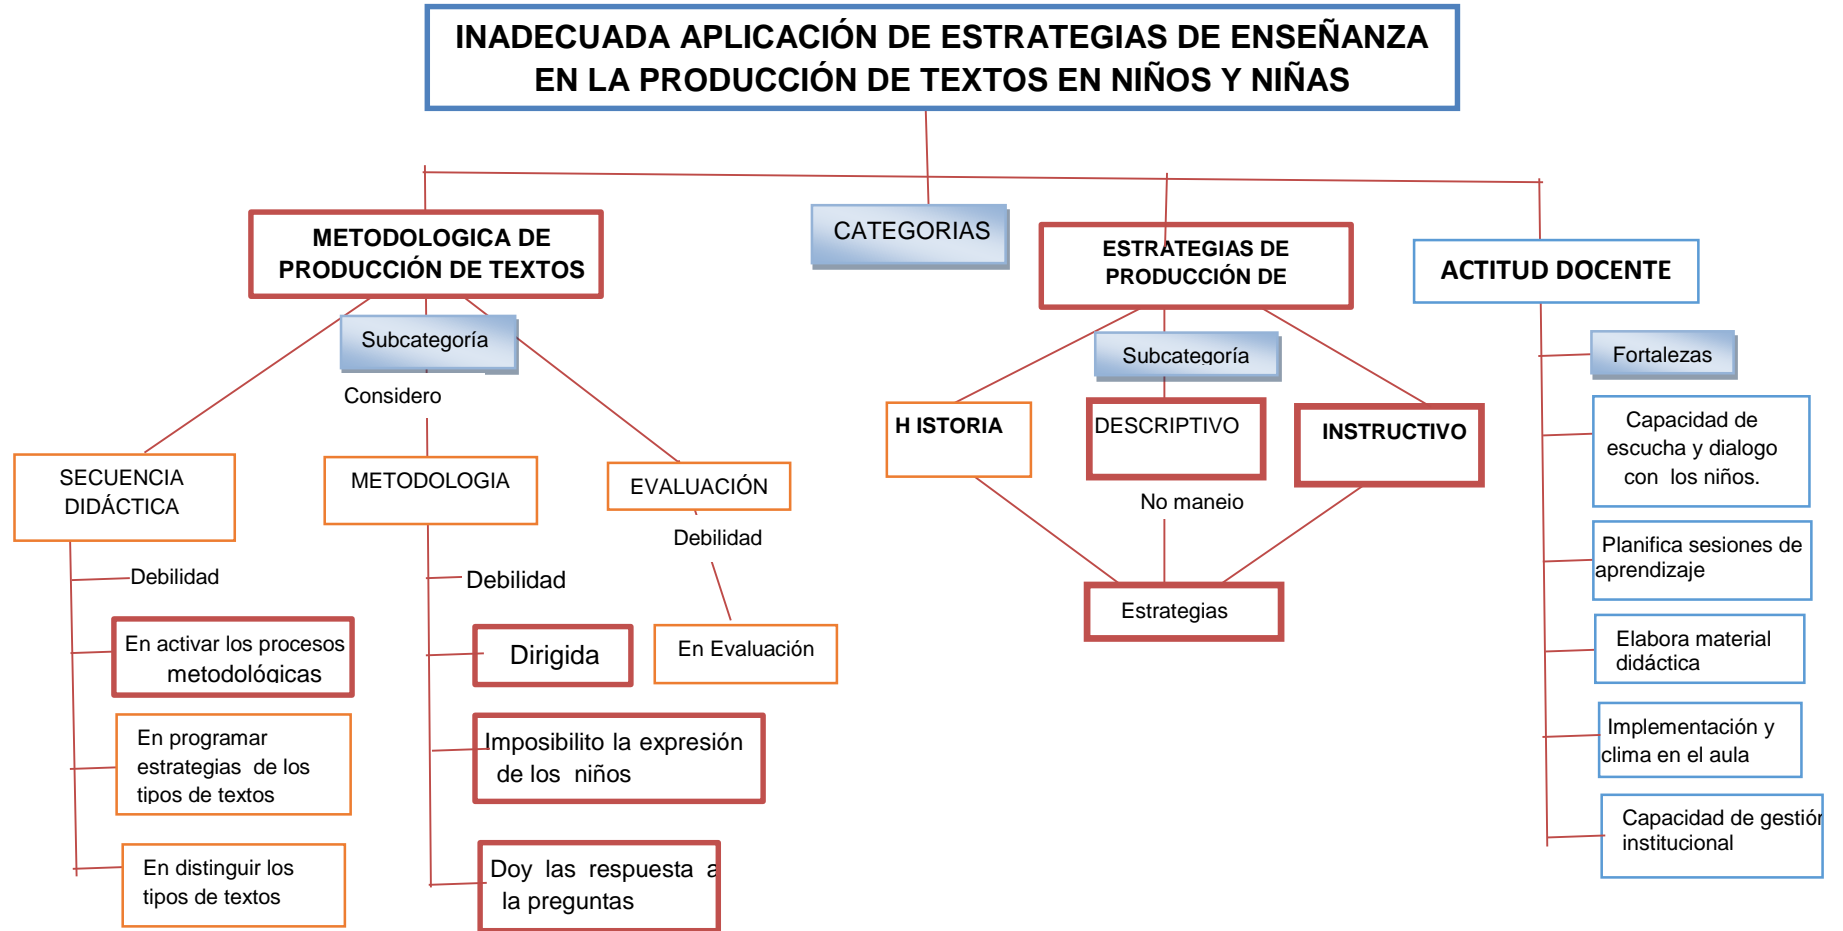 INADECUADA APLICACIÓN DE ESTRATEGIAS DE ENSEÑANZA
EN LA PRODUCCIÓN DE TEXTOS EN NIÑOS Y NIÑAS
CATEGORIAS
METODOLOGICA DE
PRODUCCIÓN DE TEXTOS
Subcategoría
Considero
SECUENCIA
DIDÁCTICA
Debilidad
En activar los procesos
metodológicas
En programar
estrategias de los
tipos de textos
En distinguir los
tipos de textos
METODOLOGIA
Debilidad
Dirigida
Imposibilito la expresión
de los niños
Doy las respuesta a
la preguntas
EVALUACIÓN
Debilidad
En Evaluación
ESTRATEGIAS DE
PRODUCCIÓN DE
Subcategoría
H ISTORIA
DESCRIPTIVO
INSTRUCTIVO
No manejo
Estrategias
ACTITUD DOCENTE
Fortalezas
Capacidad de
escucha y dialogo
con los niños.
Planifica sesiones de
aprendizaje
Elabora material
didáctica
Implementación y
clima en el aula
Capacidad de gestión
institucional